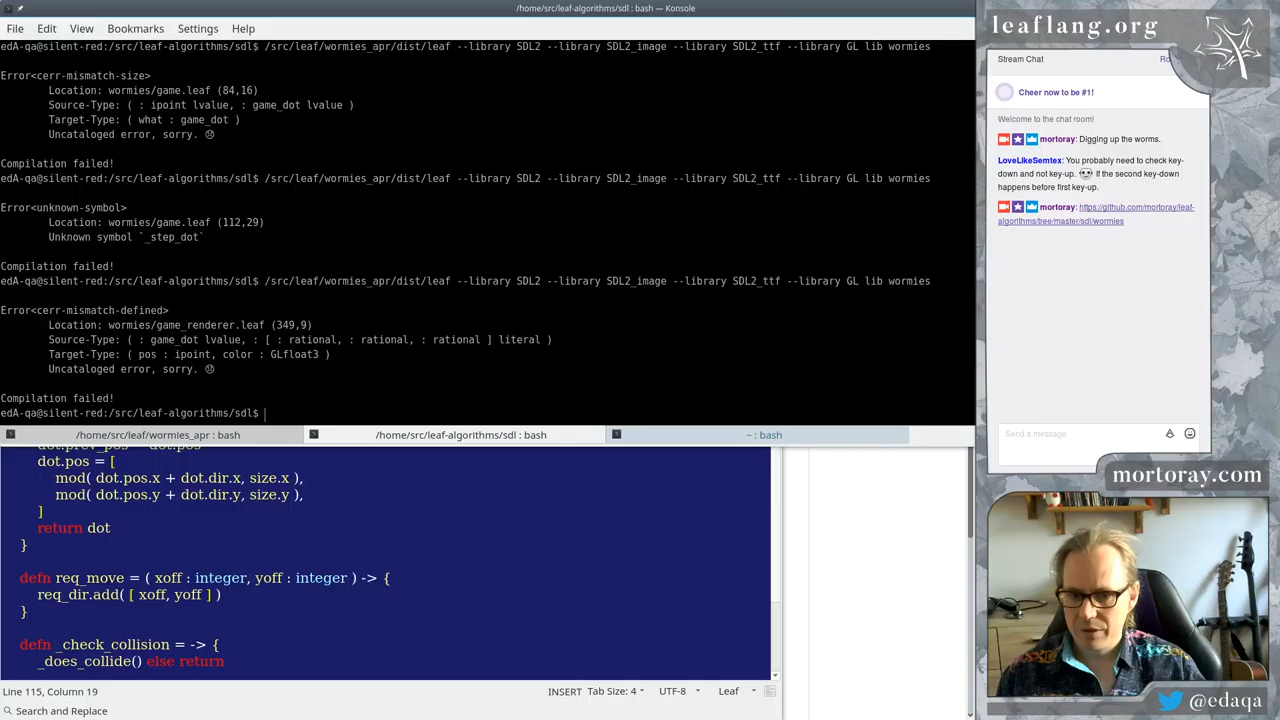 /home/src/leaf-algorithms/sdl : bash — Konsole
File Edit View Bookmarks Settings Help
edA-qa@silent-red:/src/leaf-algorithms/sdl$ /src/leaf/wormies_apr/dist/leaf --library SDL2 --library SDL2_image --library SDL2_ttf --library GL lib wormies
Error<cerr-mismatch-size>
Location: wormies/game.leaf (84,16)
Source-Type: ( : ipoint lvalue, : game_dot lvalue )
Target-Type: ( what : game_dot )
Uncataloged error, sorry. 😞
Compilation failed!
edA-qa@silent-red:/src/leaf-algorithms/sdl$ /src/leaf/wormies_apr/dist/leaf --library SDL2 --library SDL2_image --library SDL2_ttf --library GL lib wormies
Error<unknown-symbol>
Location: wormies/game.leaf (112,29)
Unknown symbol `_step_dot`
Compilation failed!
edA-qa@silent-red:/src/leaf-algorithms/sdl$ /src/leaf/wormies_apr/dist/leaf --library SDL2 --library SDL2_image --library SDL2_ttf --library GL lib wormies
Error<cerr-mismatch-defined>
Location: wormies/game_renderer.leaf (349,9)
Source-Type: ( : game_dot lvalue, : [ : rational, : rational, : rational ] literal )
Target-Type: ( pos : ipoint, color : GLfloat3 )
Uncataloged error, sorry. 😞
Compilation failed!
edA-qa@silent-red:/src/leaf-algorithms/sdl$
/home/src/leaf/wormies_apr : bash
/home/src/leaf-algorithms/sdl : bash
~ : bash
dot.pos = [
mod( dot.pos.x + dot.dir.x, size.x ),
mod( dot.pos.y + dot.dir.y, size.y ),
]
return dot
}
defn req_move = ( xoff : integer, yoff : integer ) -> {
req_dir.add( [ xoff, yoff ] )
}
defn _check_collision = -> {
_does_collide() else return
Line 115, Column 19
INSERT Tab Size: 4 UTF-8 Leaf
Search and Replace
leaflang.org
Stream Chat
Cheer now to be #1!
Welcome to the chat room!
mortoray: Digging up the worms.
LoveLikeSemtex: You probably need to check key-
down and not key-up. If the second key-down
happens before first key-up.
mortoray: https://github.com/mortoray/leaf-
algorithms/tree/master/sdl/wormies
Send a message
mortoray.com
@edaqa